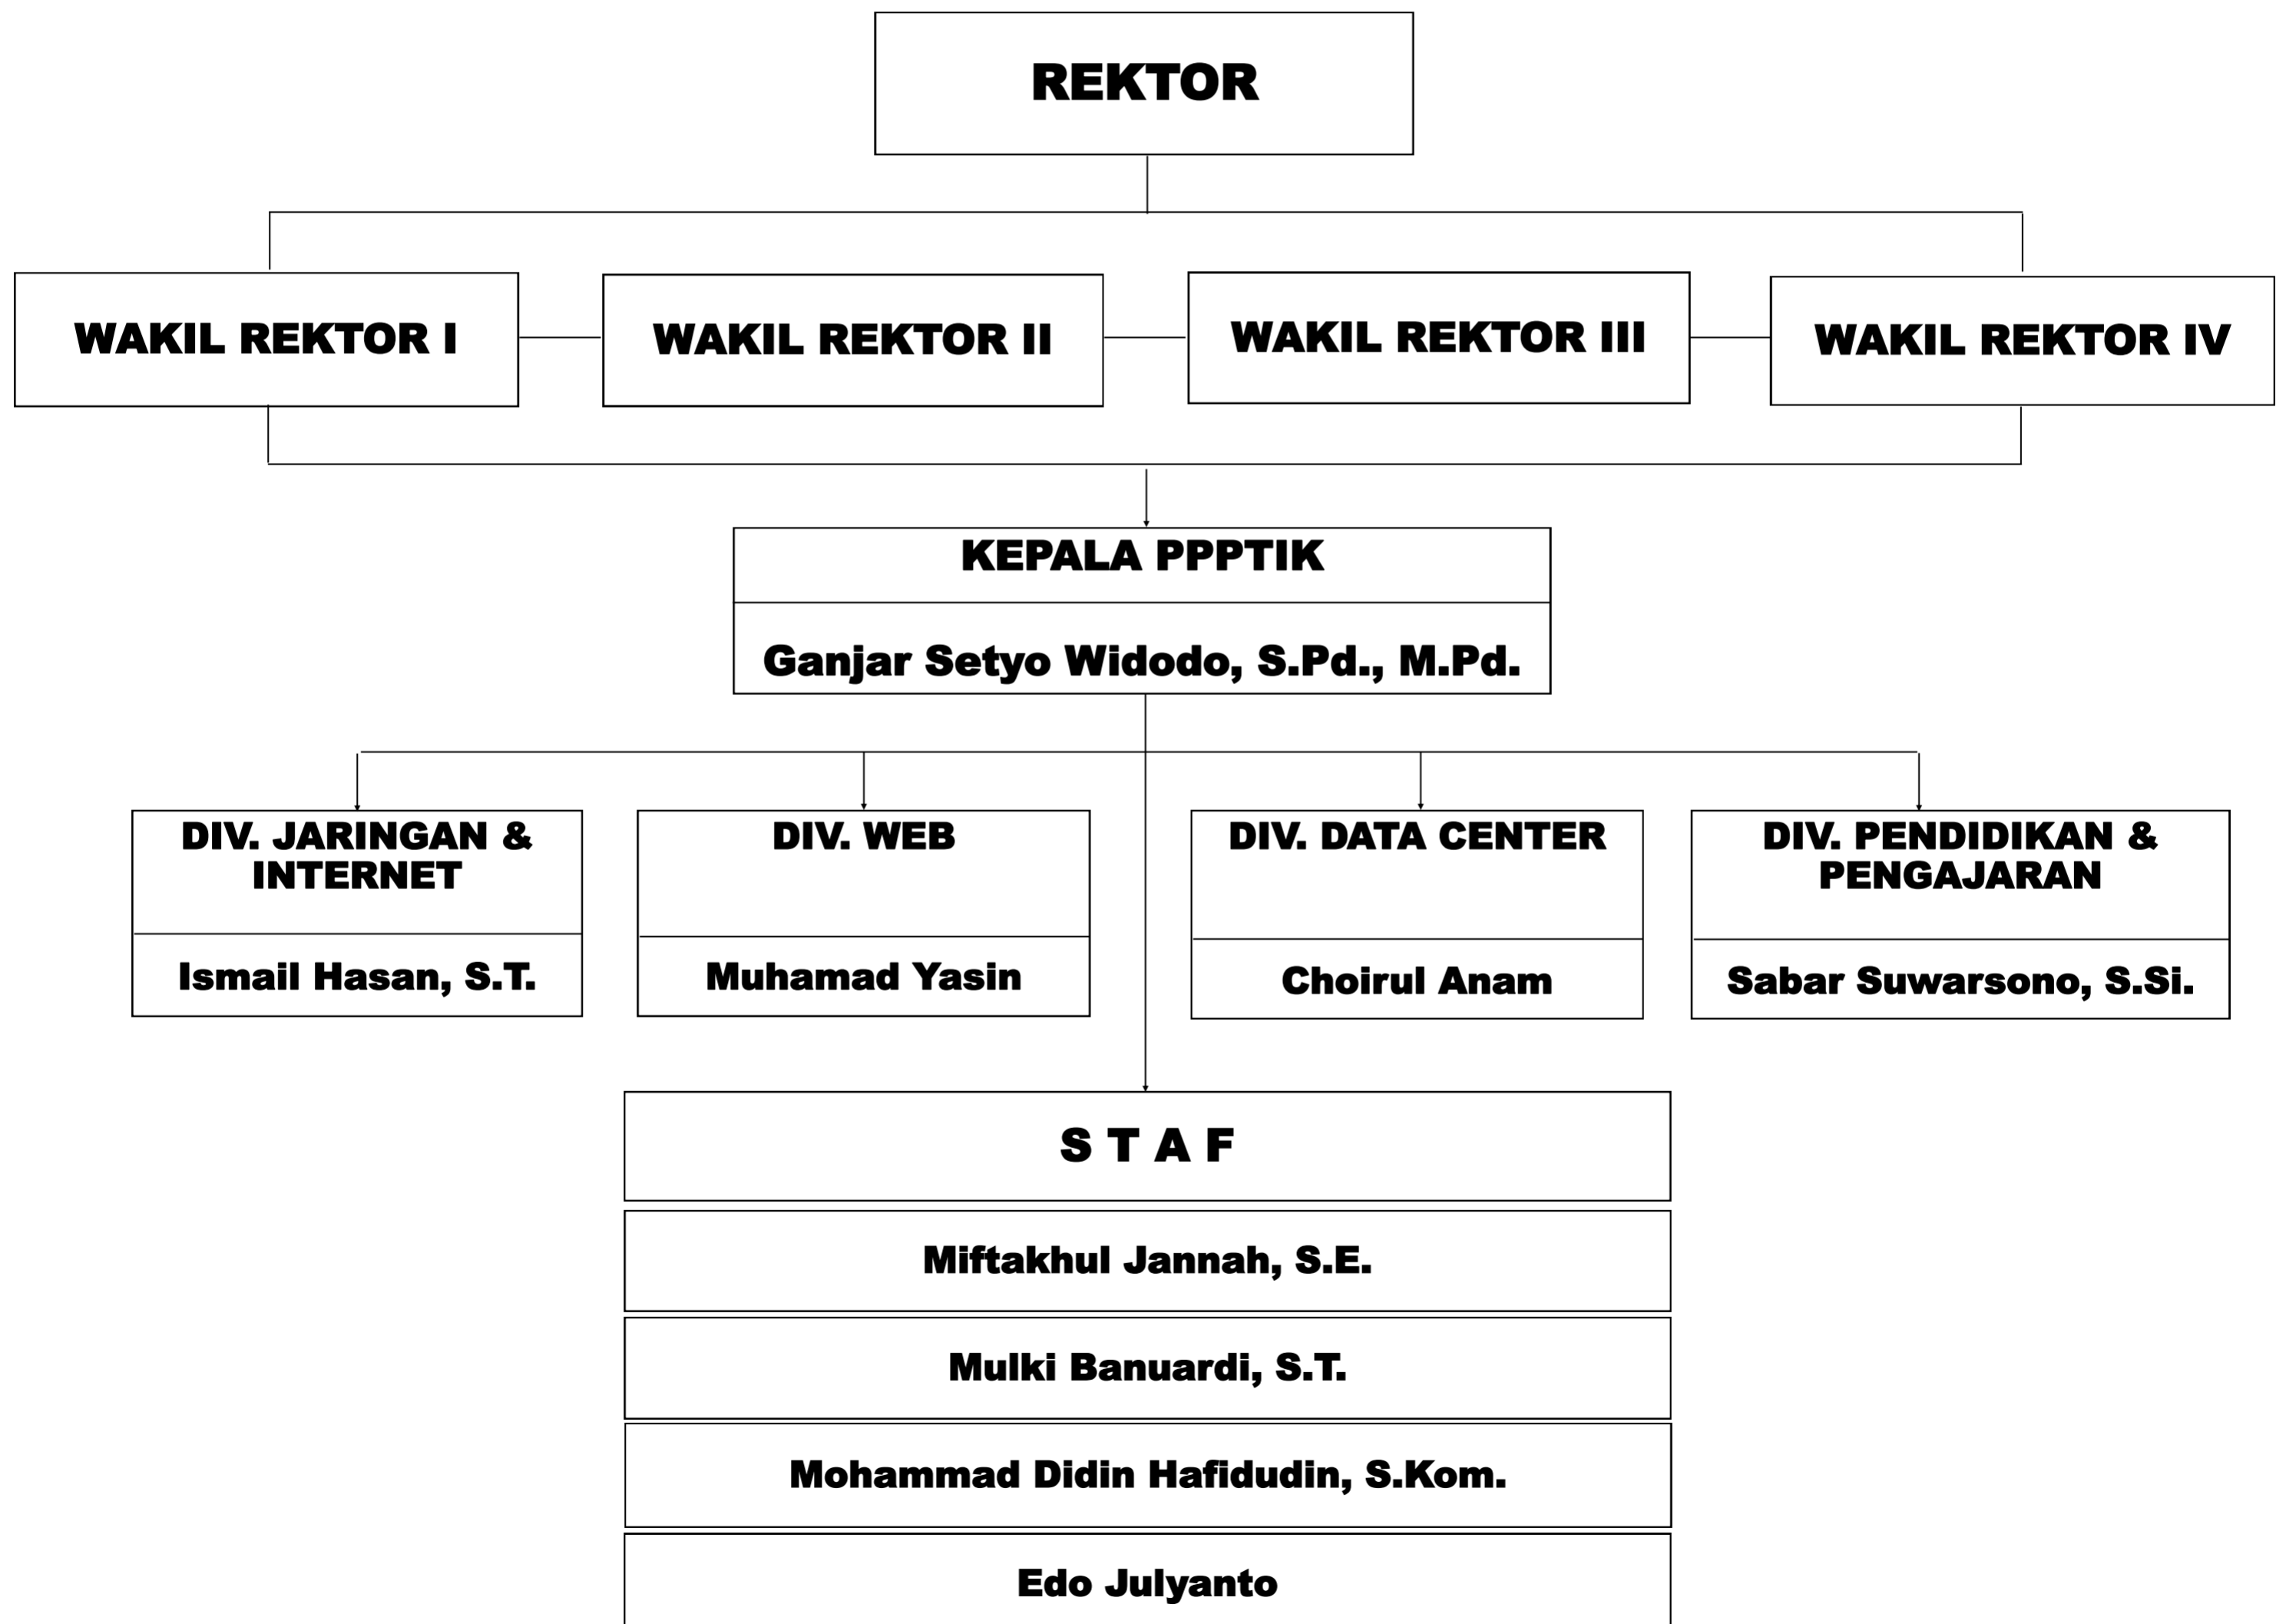 REKTOR
WAKIL REKTOR I
WAKIL REKTOR II
WAKIL REKTOR III
WAKIL REKTOR IV
KEPALA PPPTIK
Ganjar Setyo Widodo, S.Pd., M.Pd.
DIV. JARINGAN &
INTERNET
Ismail Hasan, S.T.
DIV. WEB
Muhamad Yasin
DIV. DATA CENTER
Choirul Anam
DIV. PENDIDIKAN &
PENGAJARAN
Sabar Suwarsono, S.Si.
S T A F
Miftakhul Jannah, S.E.
Mulki Banuardi, S.T.
Mohammad Didin Hafidudin, S.Kom.
Edo Julyanto